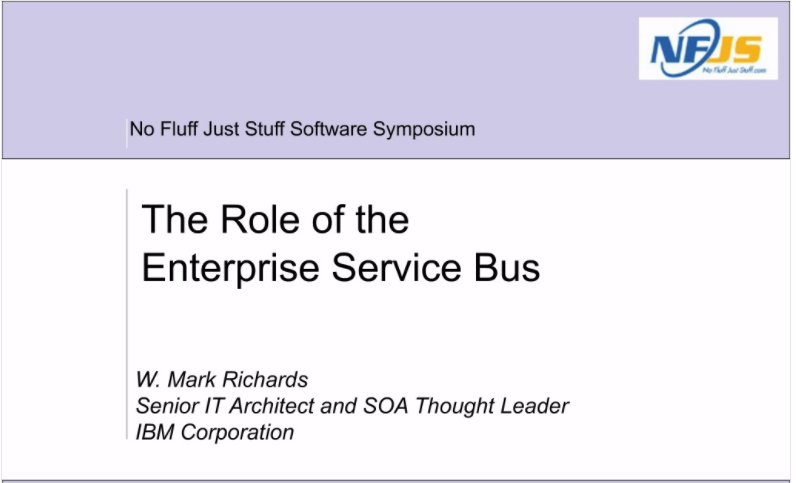 NFJS
No Fluff Just Stuff.com
No Fluff Just Stuff Software Symposium
The Role of the
Enterprise Service Bus
W. Mark Richards
Senior IT Architect and SOA Thought Leader
IBM Corporation